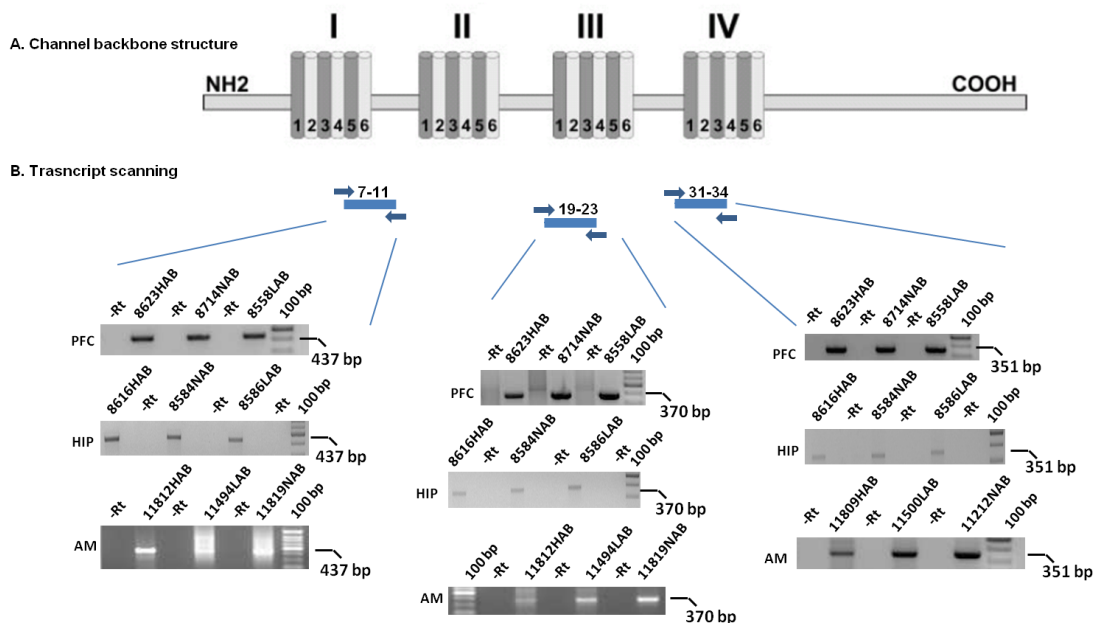 I II III IV
A. Channel backbone structure
NH2 COOH
1 2 3 4 5 6 1 2 3 4 5 6 1 2 3 4 5 6 1 2 3 4 5 6
B. Trasncript scanning
7-11
19-23
31-34
-Rt 8623HAB -Rt 8714NAB -Rt 8558LAB 100 bp
PFC 437 bp
8616HAB -Rt 8584NAB -Rt 8586LAB -Rt 100 bp
HIP 437 bp
-Rt 11812HAB -Rt 11494LAB -Rt 11819NAB 100 bp
AM 437 bp
-Rt 8623HAB -Rt 8714NAB -Rt 8558LAB 100 bp
PFC 370 bp
8616HAB -Rt 8584NAB -Rt 8586LAB -Rt 100 bp
HIP 370 bp
100 bp -Rt 11812HAB -Rt 11494LAB -Rt 11819NAB
AM 370 bp
-Rt 8623HAB -Rt 8714NAB -Rt 8558LAB 100 bp
PFC 351 bp
8616HAB -Rt 8584NAB -Rt 8586LAB -Rt 100 bp
HIP 351 bp
-Rt 11809HAB -Rt 11500LAB -Rt 11212NAB 100 bp
AM 351 bp